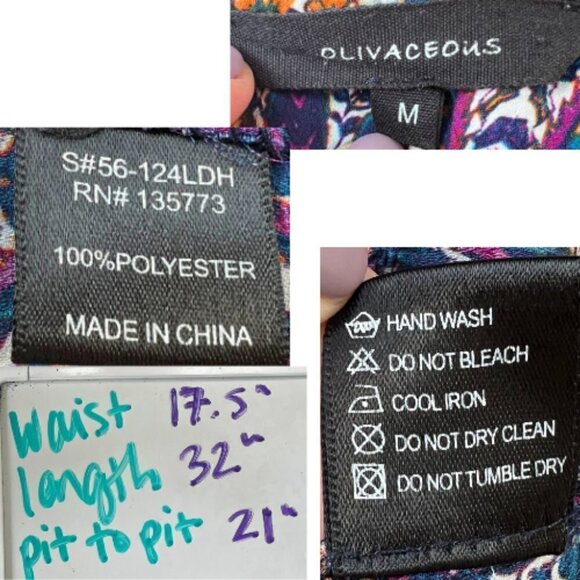 OLIVACEOUS
M
S#56-124LDH
RN# 135773
100%POLYESTER
MADE IN CHINA
HAND WASH
DO NOT BLEACH
COOL IRON
DO NOT DRY CLEAN
DO NOT TUMBLE DRY
Waist 17.5"
length 32"
pit to pit 21"